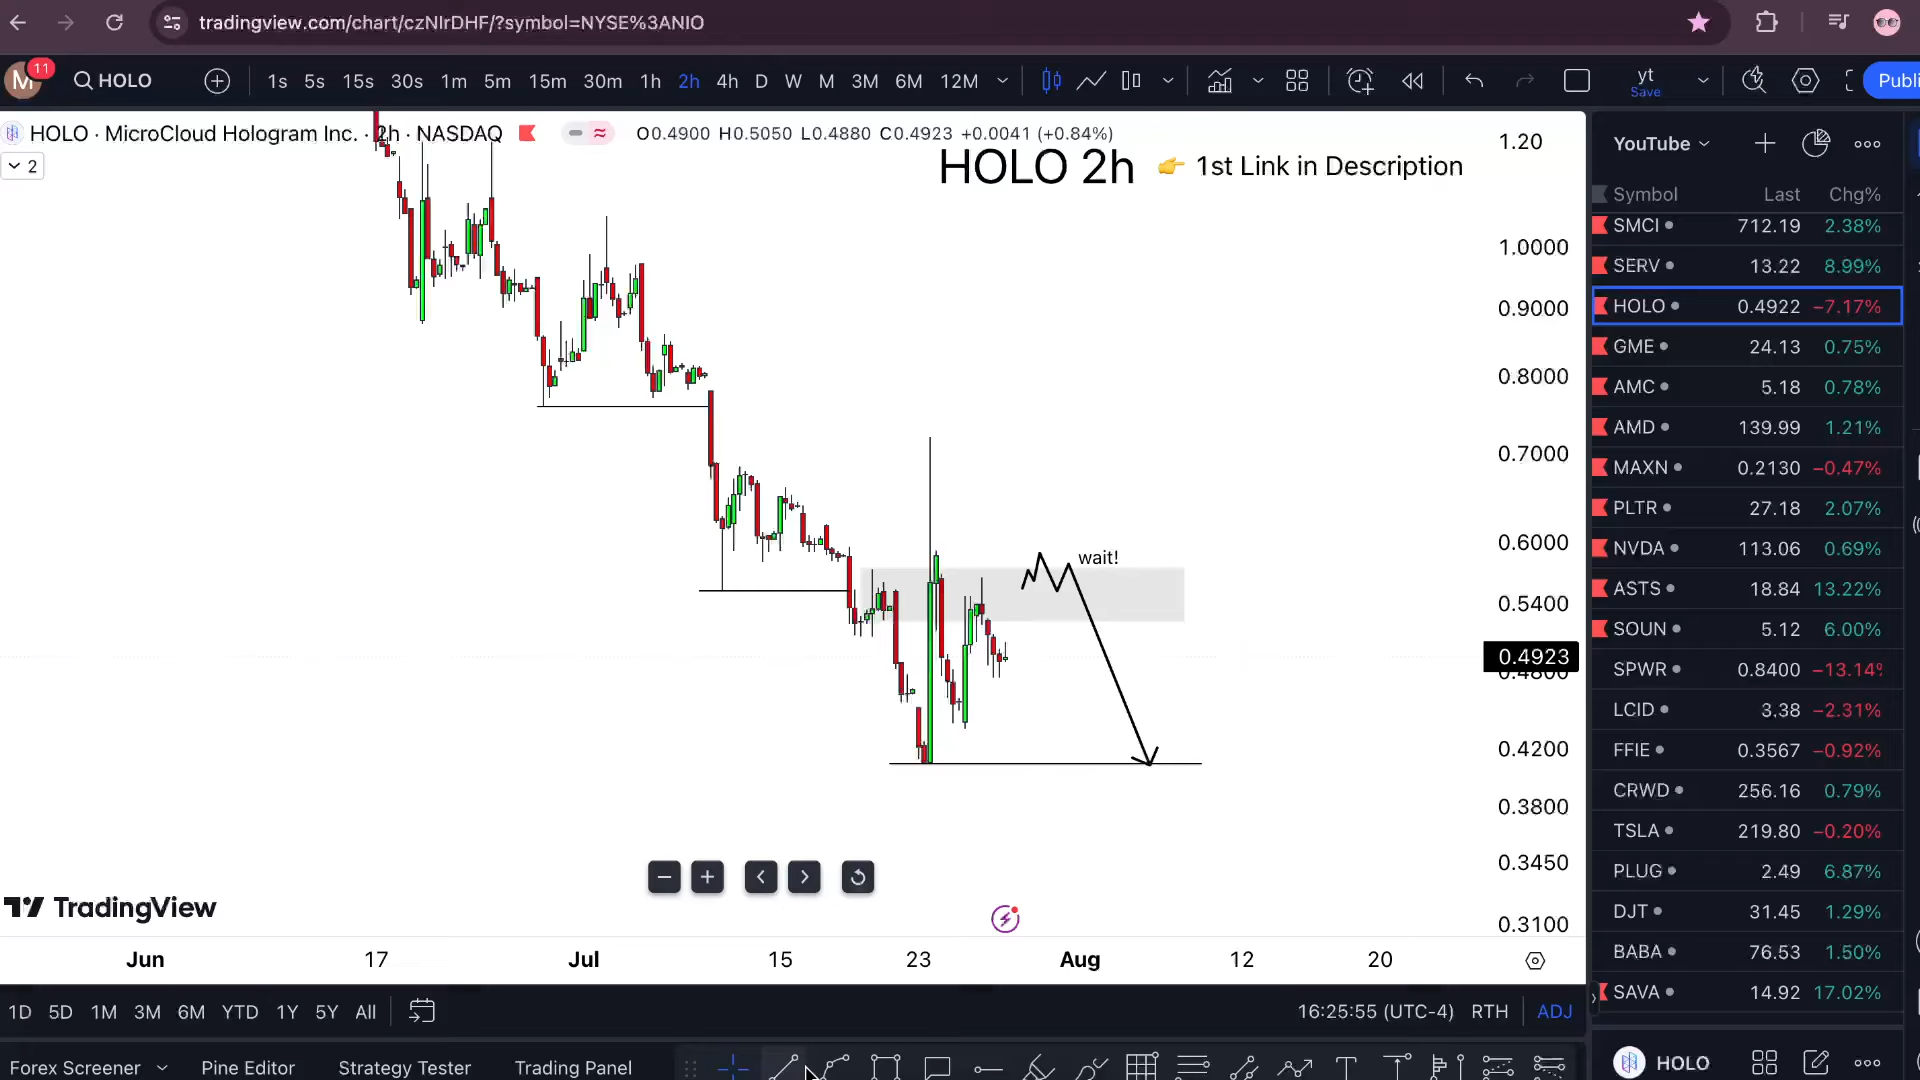 tradingview.com/chart/czNIrDHF/?symbol=NYSE%3ANIO
M 11 HOLO 1s 5s 15s 30s 1m 5m 15m 30m 1h 2h 4h D W M 3M 6M 12M yt Save Publi
HOLO · MicroCloud Hologram Inc. · 2h · NASDAQ O0.4900 H0.5050 L0.4880 C0.4923 +0.0041 (+0.84%)
2
HOLO 2h 👉 1st Link in Description
wait!
1.20
1.0000
0.9000
0.8000
0.7000
0.6000
0.5400
0.4923
0.4800
0.4200
0.3800
0.3450
0.3100
TradingView
Jun 17 Jul 15 23 Aug 12 20
1D 5D 1M 3M 6M YTD 1Y 5Y All 16:25:55 (UTC-4) RTH ADJ
Forex Screener Pine Editor Strategy Tester Trading Panel
YouTube
Symbol Last Chg%
SMCI 712.19 2.38%
SERV 13.22 8.99%
HOLO 0.4922 −7.17%
GME 24.13 0.75%
AMC 5.18 0.78%
AMD 139.99 1.21%
MAXN 0.2130 −0.47%
PLTR 27.18 2.07%
NVDA 113.06 0.69%
ASTS 18.84 13.22%
SOUN 5.12 6.00%
SPWR 0.8400 −13.14%
LCID 3.38 −2.31%
FFIE 0.3567 −0.92%
CRWD 256.16 0.79%
TSLA 219.80 −0.20%
PLUG 2.49 6.87%
DJT 31.45 1.29%
BABA 76.53 1.50%
SAVA 14.92 17.02%
HOLO